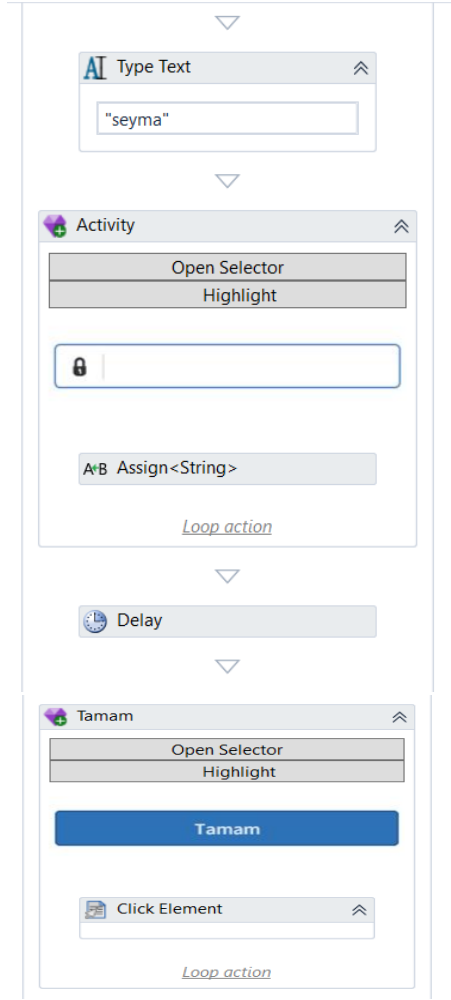 Type Text
"seyma"
Activity
Open Selector
Highlight
A←B Assign<String>
Loop action
Delay
Tamam
Open Selector
Highlight
Tamam
Click Element
Loop action